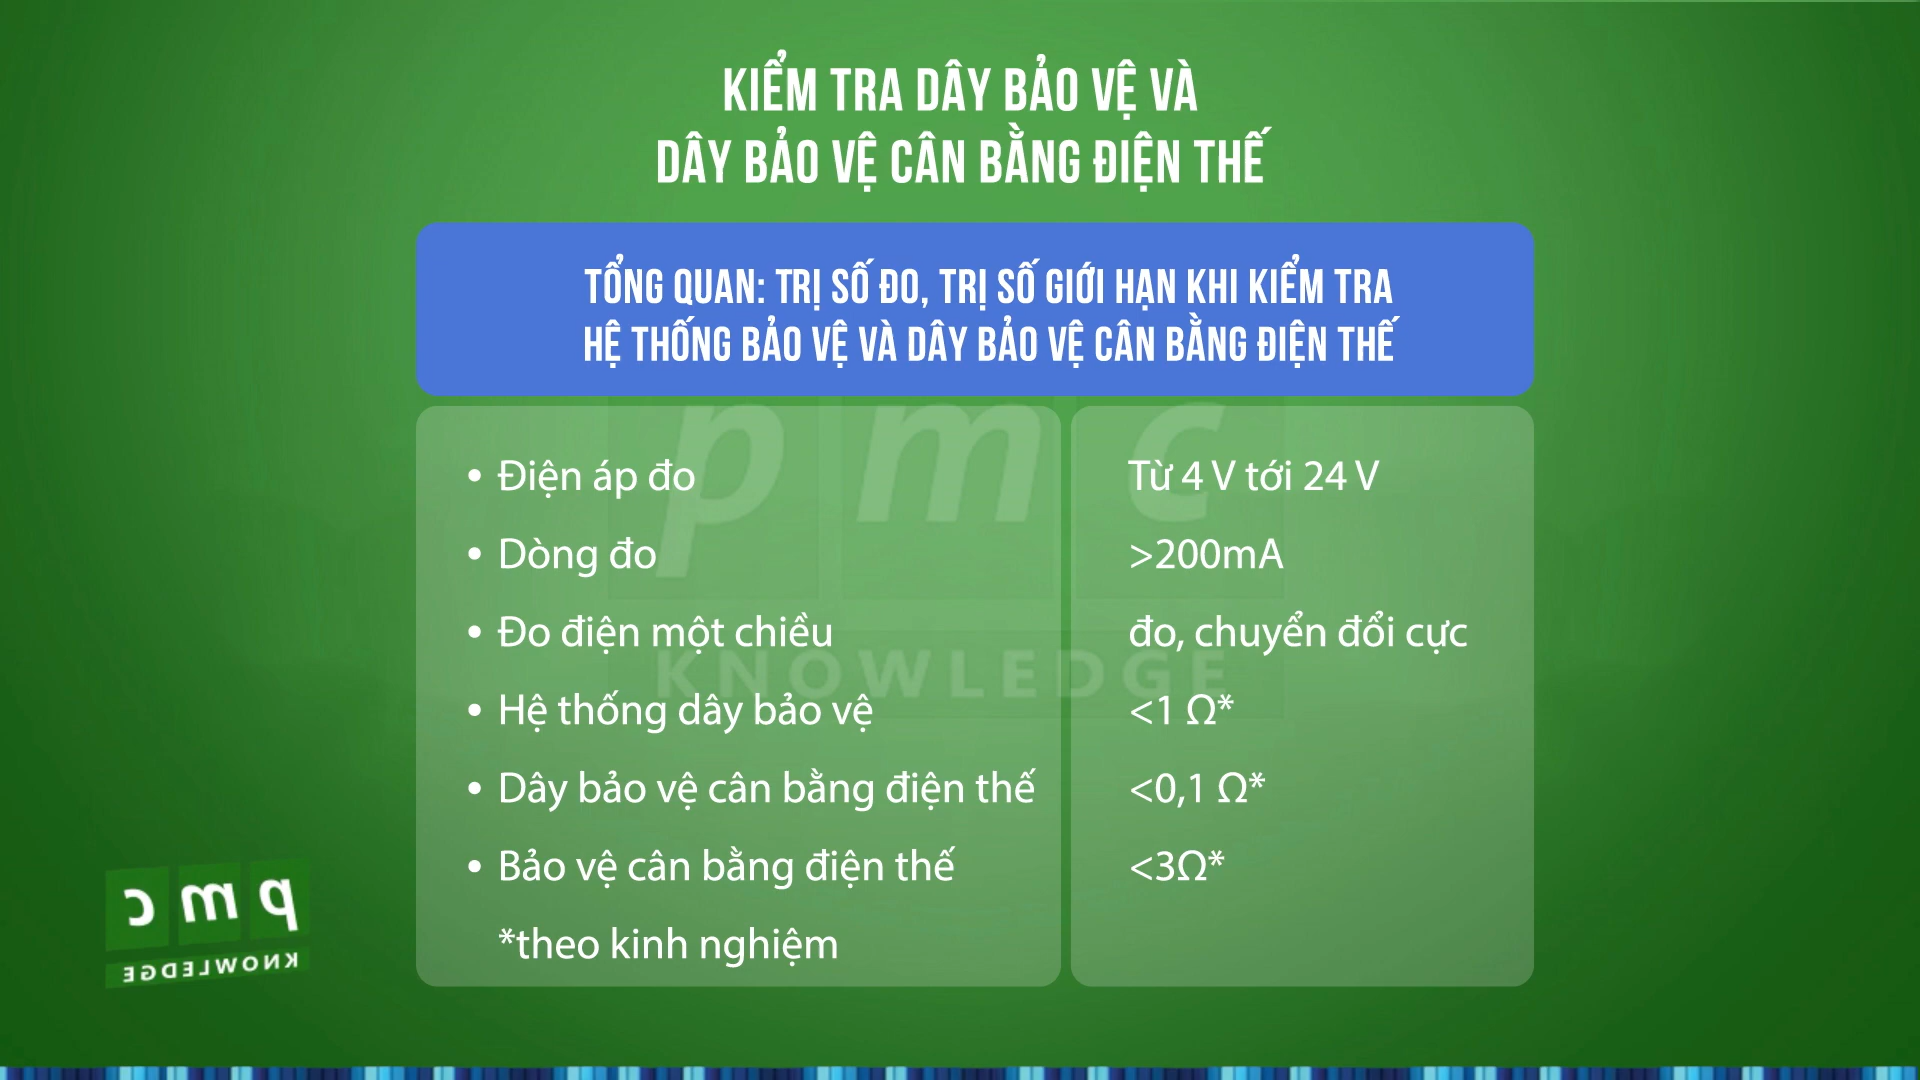 KIỂM TRA DÂY BẢO VỆ VÀ
DÂY BẢO VỆ CÂN BẰNG ĐIỆN THẾ
TỔNG QUAN: TRỊ SỐ ĐO, TRỊ SỐ GIỚI HẠN KHI KIỂM TRA
HỆ THỐNG BẢO VỆ VÀ DÂY BẢO VỆ CÂN BẰNG ĐIỆN THẾ
pmc
KNOWLEDGE
• Điện áp đo Từ 4 V tới 24 V
• Dòng đo >200mA
• Đo điện một chiều đo, chuyển đổi cực
• Hệ thống dây bảo vệ <1 Ω*
• Dây bảo vệ cân bằng điện thế <0,1 Ω*
• Bảo vệ cân bằng điện thế <3Ω*
*theo kinh nghiệm
pmc
KNOWLEDGE